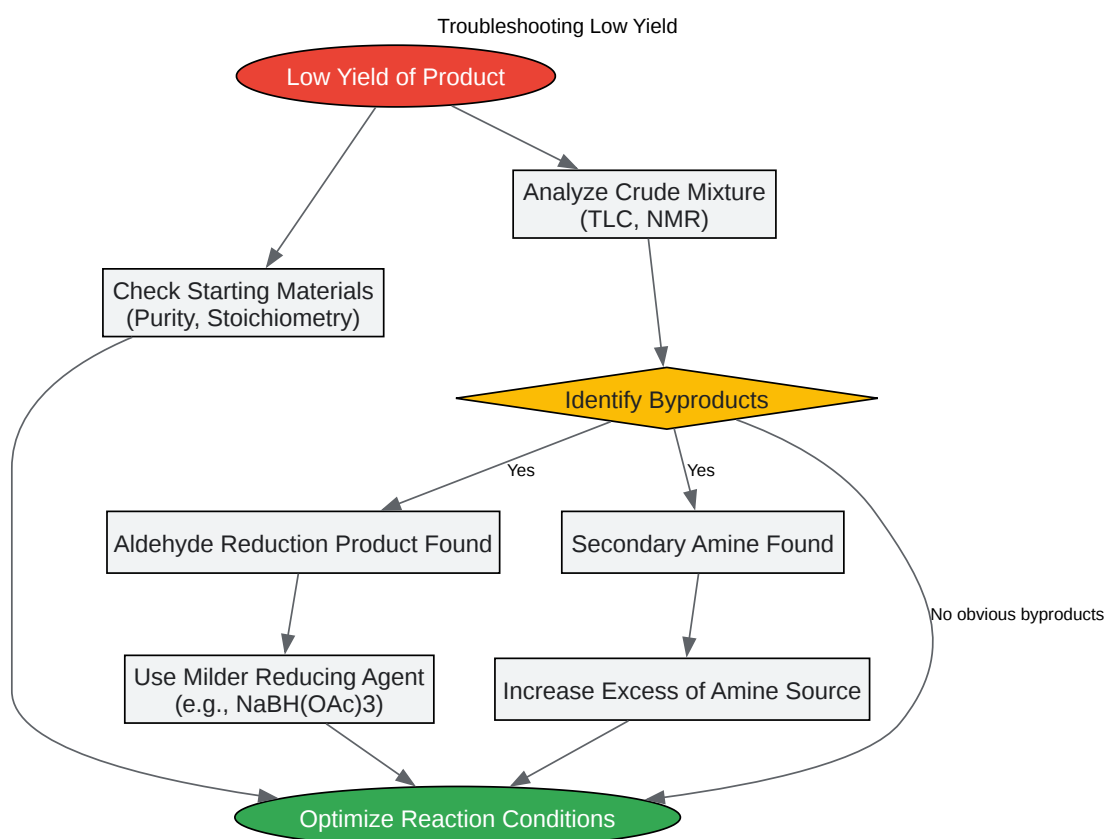 Troubleshooting Low Yield
Low Yield of Product
Analyze Crude Mixture
(TLC, NMR)
Check Starting Materials
(Purity, Stoichiometry)
Identify Byproducts
Yes
Yes
Aldehyde Reduction Product Found
Secondary Amine Found
No obvious byproducts
Use Milder Reducing Agent
(e.g., NaBH(OAc)3)
Increase Excess of Amine Source
Optimize Reaction Conditions